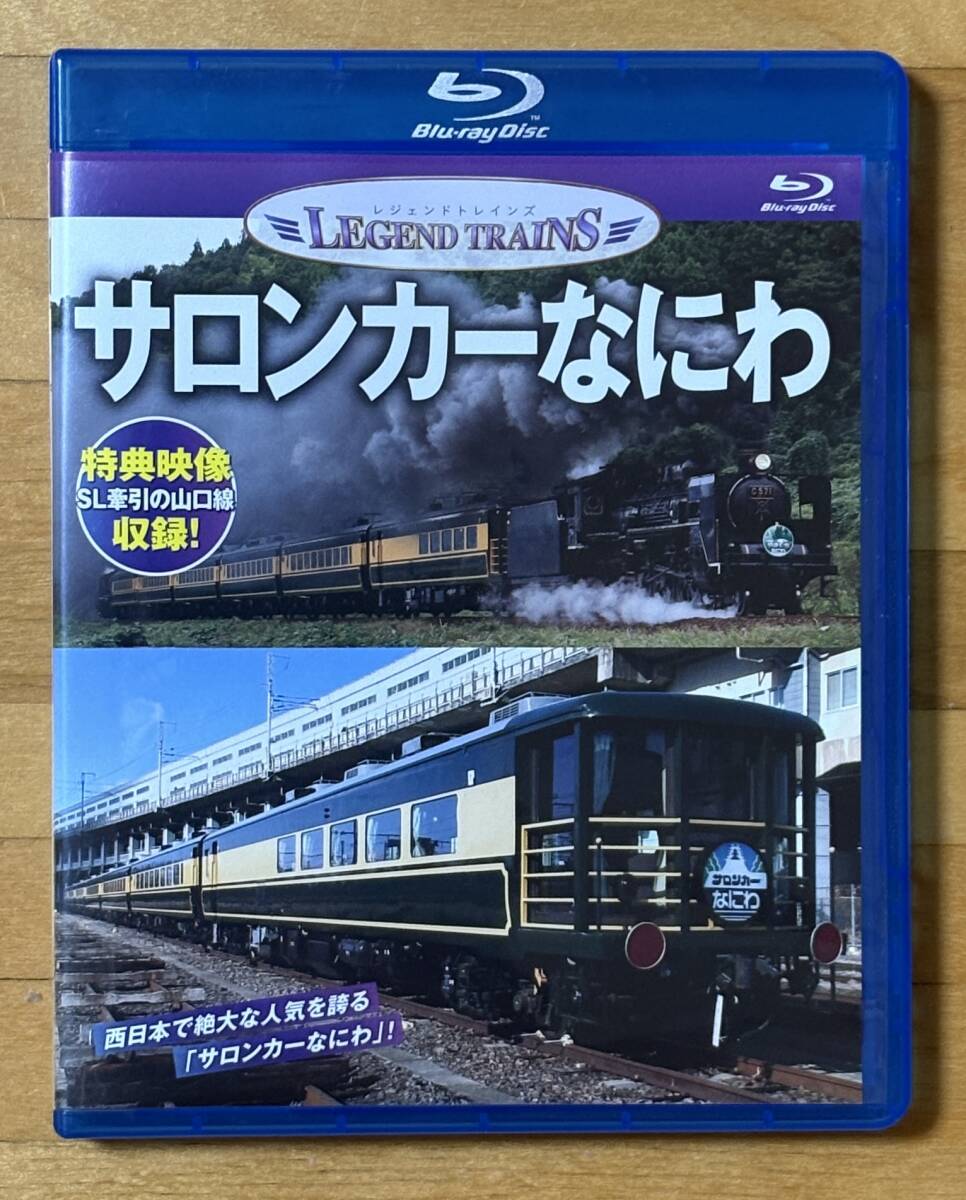 Blu-ray Disc
Blu-ray Disc
レジェンドトレインズ
LEGEND TRAINS
サロンカーなにわ
特典映像
SL牽引の山口線
収録!
C571
サロンカー
なにわ
西日本で絶大な人気を誇る
「サロンカーなにわ」!